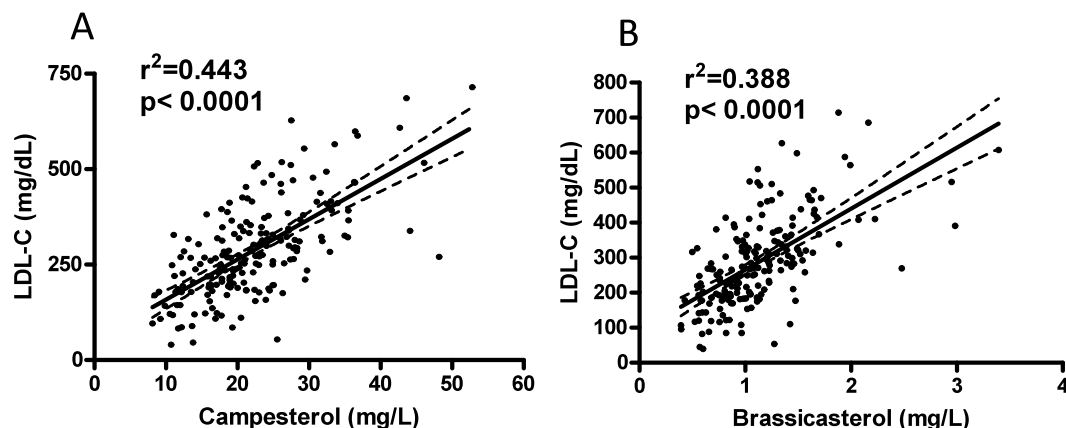 A
r²=0.443
p< 0.0001
750
500
250
0
LDL-C (mg/dL)
0 10 20 30 40 50 60
Campesterol (mg/L)
B
r²=0.388
p< 0.0001
800
700
600
500
400
300
200
100
0
LDL-C (mg/dL)
0 1 2 3 4
Brassicasterol (mg/L)